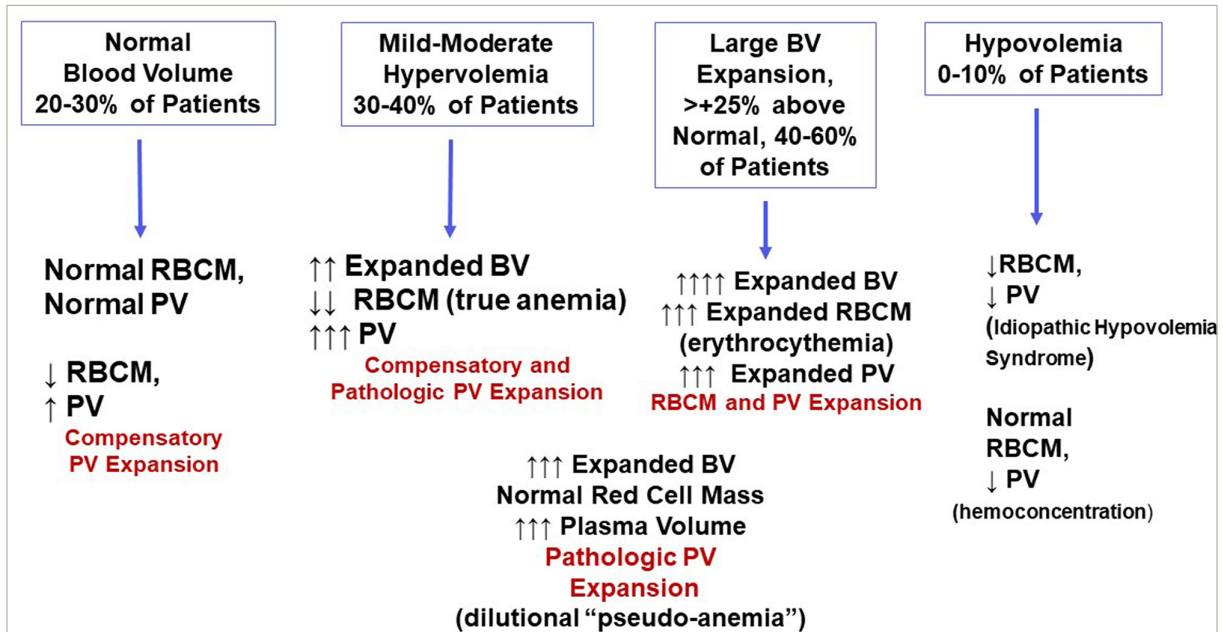 Normal
Blood Volume
20-30% of Patients
Mild-Moderate
Hypervolemia
30-40% of Patients
Large BV
Expansion,
>+25% above
Normal, 40-60%
of Patients
Hypovolemia
0-10% of Patients
Normal RBCM,
Normal PV
↓ RBCM,
↑ PV
Compensatory
PV Expansion
↑↑ Expanded BV
↓↓ RBCM (true anemia)
↑↑↑ PV
Compensatory and
Pathologic PV Expansion
↑↑↑↑ Expanded BV
↑↑↑ Expanded RBCM
(erythrocythemia)
↑↑↑ Expanded PV
RBCM and PV Expansion
↑↑↑ Expanded BV
Normal Red Cell Mass
↑↑↑ Plasma Volume
Pathologic PV
Expansion
(dilutional “pseudo-anemia”)
↓RBCM,
↓ PV
(Idiopathic Hypovolemia
Syndrome)
Normal
RBCM,
↓ PV
(hemoconcentration)